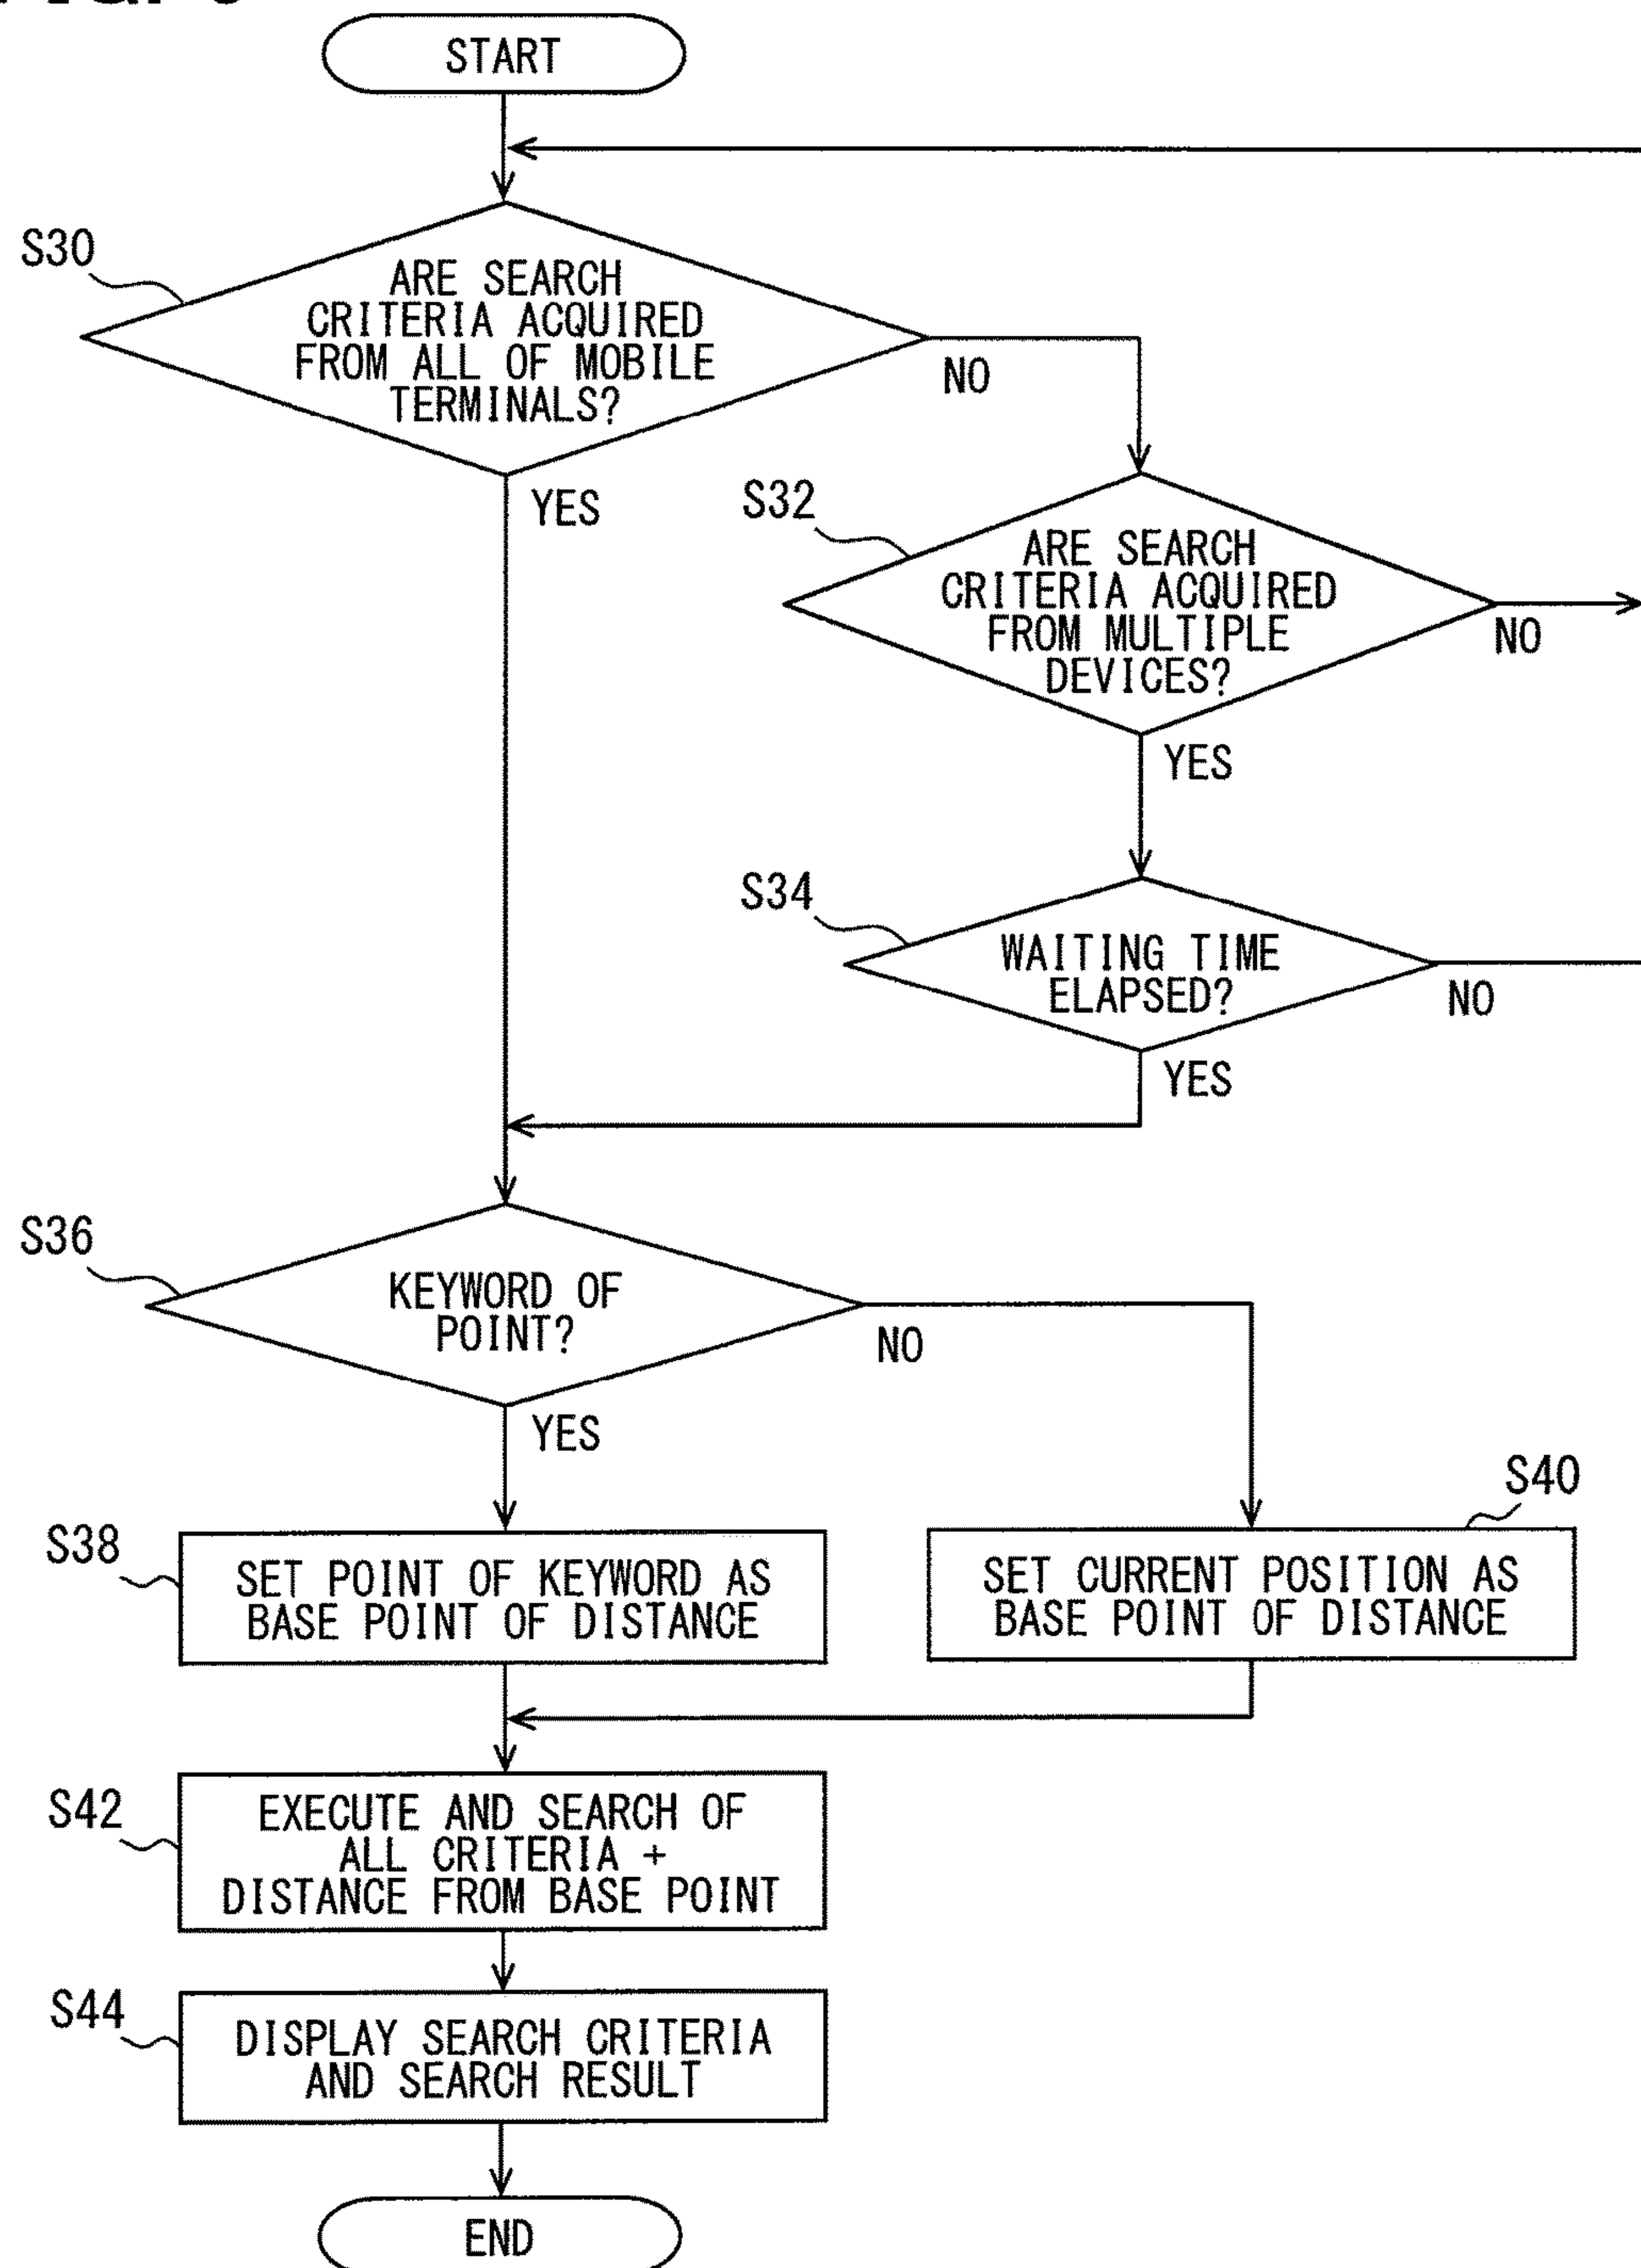 START
S30
ARE SEARCH
CRITERIA ACQUIRED
FROM ALL OF MOBILE
TERMINALS?
NO
YES
S32
ARE SEARCH
CRITERIA ACQUIRED
FROM MULTIPLE
DEVICES?
NO
YES
S34
WAITING TIME
ELAPSED?
NO
YES
S36
KEYWORD OF
POINT?
NO
YES
S38
SET POINT OF KEYWORD AS
BASE POINT OF DISTANCE
S40
SET CURRENT POSITION AS
BASE POINT OF DISTANCE
S42
EXECUTE AND SEARCH OF
ALL CRITERIA +
DISTANCE FROM BASE POINT
S44
DISPLAY SEARCH CRITERIA
AND SEARCH RESULT
END